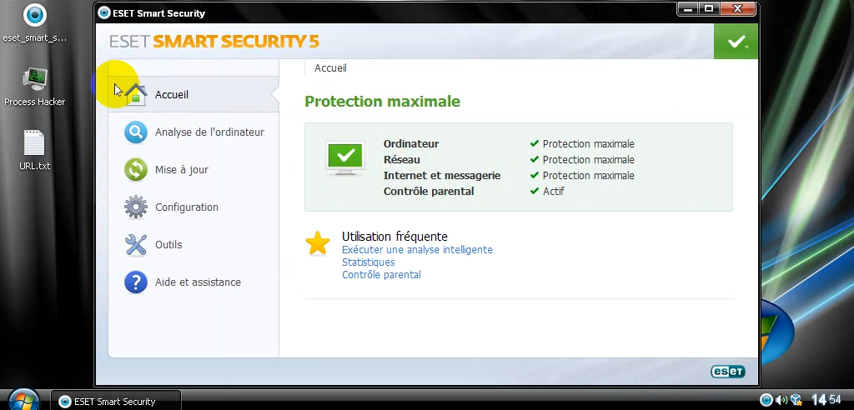 ESET Smart Security
eset_smart_s...
Process Hacker
URL.txt
ESET SMART SECURITY 5
Accueil
Analyse de l'ordinateur
Mise à jour
Configuration
Outils
Aide et assistance
Accueil
Protection maximale
Ordinateur ✔ Protection maximale
Réseau ✔ Protection maximale
Internet et messagerie ✔ Protection maximale
Contrôle parental ✔ Actif
Utilisation fréquente
Exécuter une analyse intelligente
Statistiques
Contrôle parental
eset
ESET Smart Security
14 54